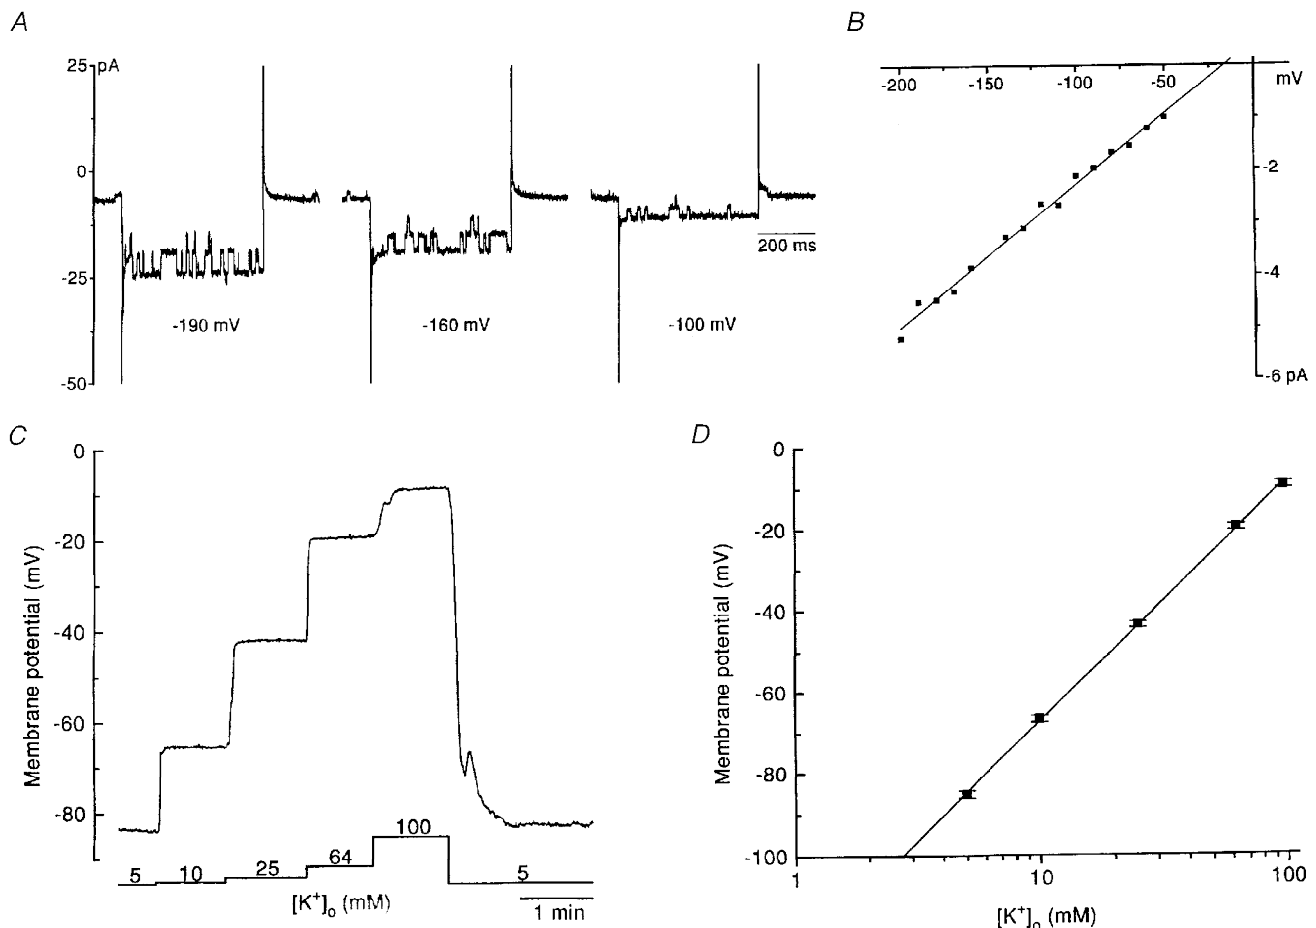 A
25 pA
0
-25
-50
-190 mV
-160 mV
-100 mV
200 ms
B
-200 -150 -100 -50 mV
-2
-4
-6 pA
C
0
-20
-40
-60
-80
Membrane potential (mV)
5 10 25 64 100 5
[K+]o (mM)
1 min
D
0
-20
-40
-60
-80
-100
Membrane potential (mV)
1 10 100
[K+]o (mM)